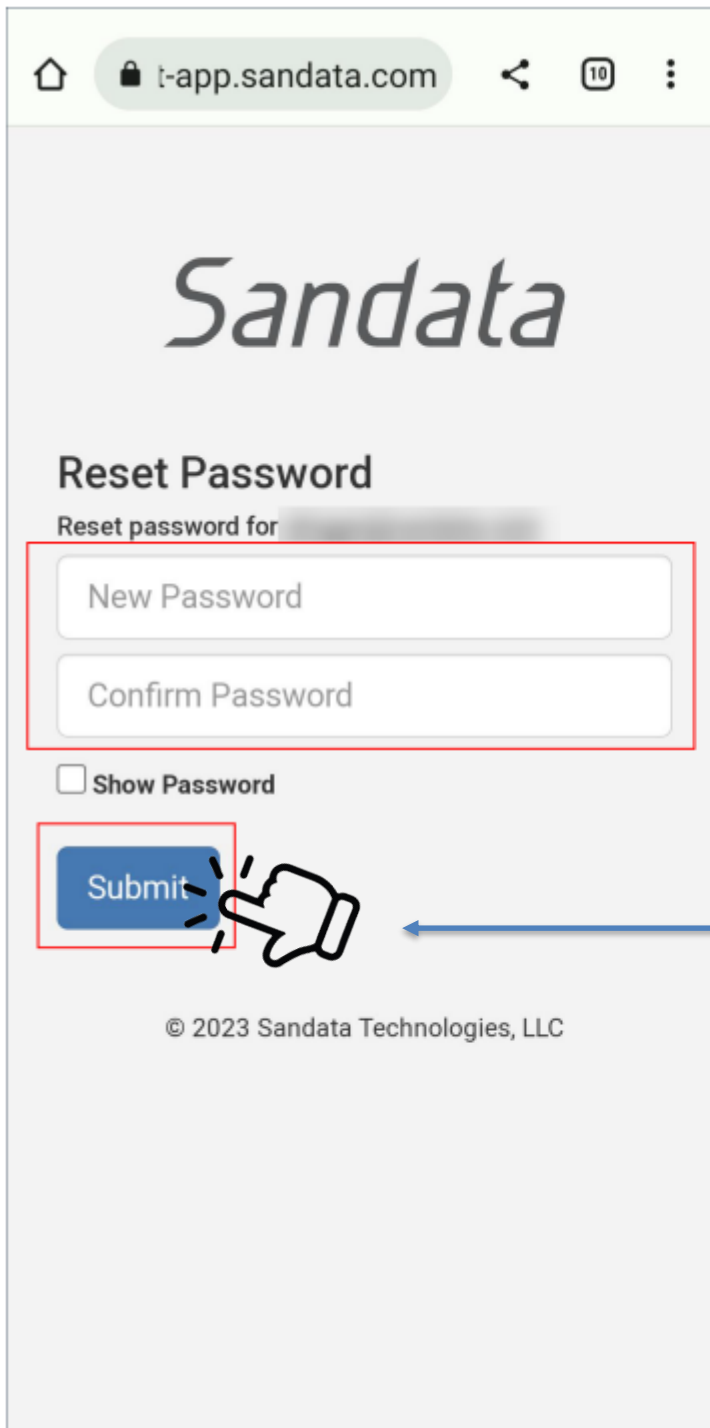 t-app.sandata.com
10
Sandata
Reset Password
Reset password for
New Password
Confirm Password
Show Password
Submit
© 2023 Sandata Technologies, LLC